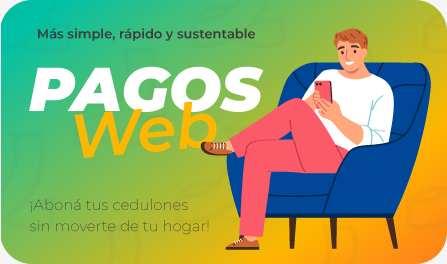 Más simple, rápido y sustentable
PAGOS
Web
¡Aboná tus cedulones
sin moverte de tu hogar!